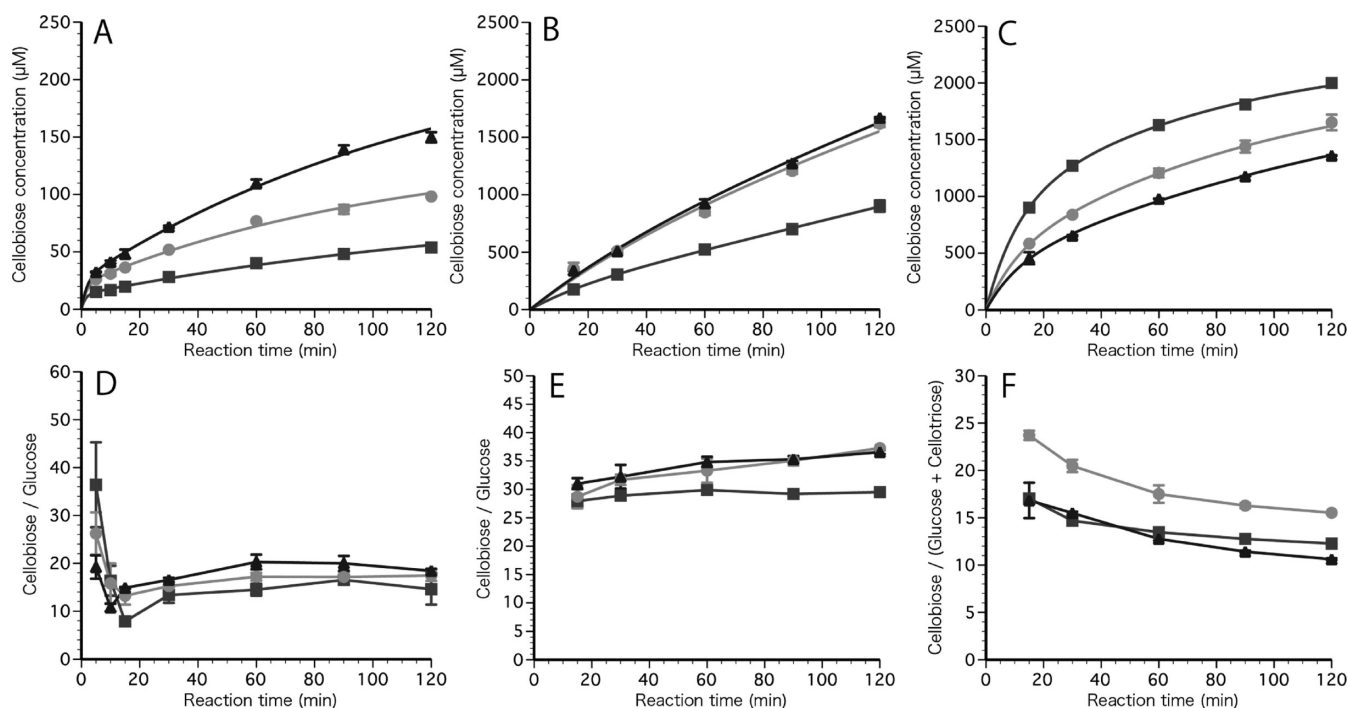 A
Cellobiose concentration (μM)
250
200
150
100
50
0
0 20 40 60 80 100 120
Reaction time (min)
B
Cellobiose concentration (μM)
2500
2000
1500
1000
500
0
0 20 40 60 80 100 120
Reaction time (min)
C
Cellobiose concentration (μM)
2500
2000
1500
1000
500
0
0 20 40 60 80 100 120
Reaction time (min)
D
Cellobiose / Glucose
60
50
40
30
20
10
0
0 20 40 60 80 100 120
Reaction time (min)
E
Cellobiose / Glucose
50
45
40
35
30
25
20
15
10
5
0
0 20 40 60 80 100 120
Reaction time (min)
F
Cellobiose / (Glucose + Cellotriose)
30
25
20
15
10
5
0
0 20 40 60 80 100 120
Reaction time (min)